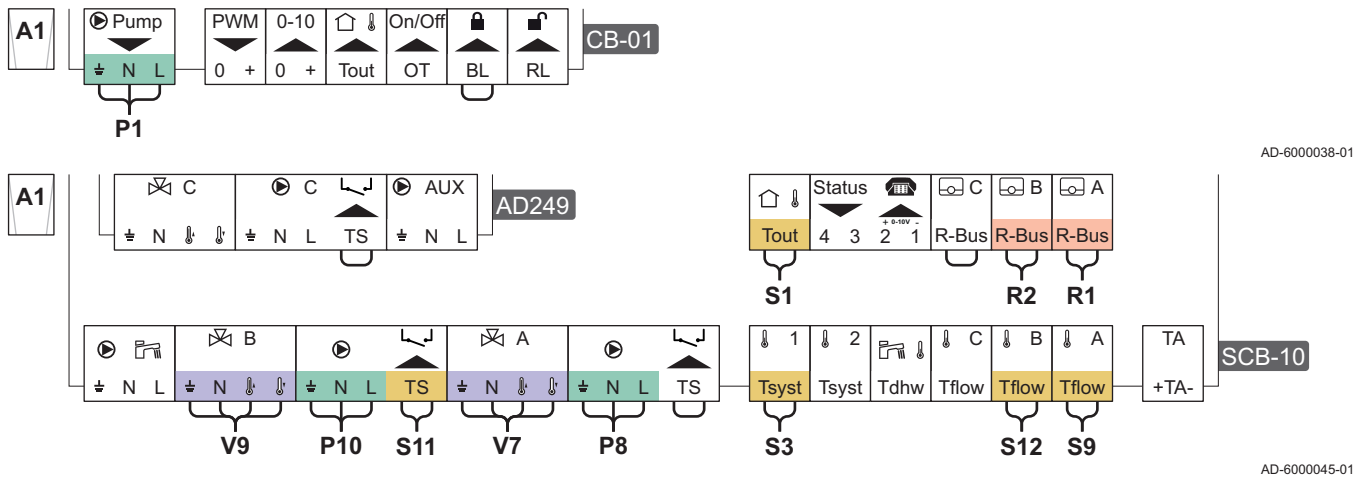 A1 Pump PWM 0-10 On/Off CB-01
N L 0 + 0 + Tout OT BL RL
P1
AD-6000038-01
A1 C C AUX AD249 Status C B A
+ 0-10V -
N N L TS N L Tout 4 3 2 1 R-Bus R-Bus R-Bus
S1 R2 R1
B A 1 2 C B A TA SCB-10
N L N N L TS N N L TS Tsyst Tsyst Tdhw Tflow Tflow Tflow +TA-
V9 P10 S11 V7 P8 S3 S12 S9
AD-6000045-01